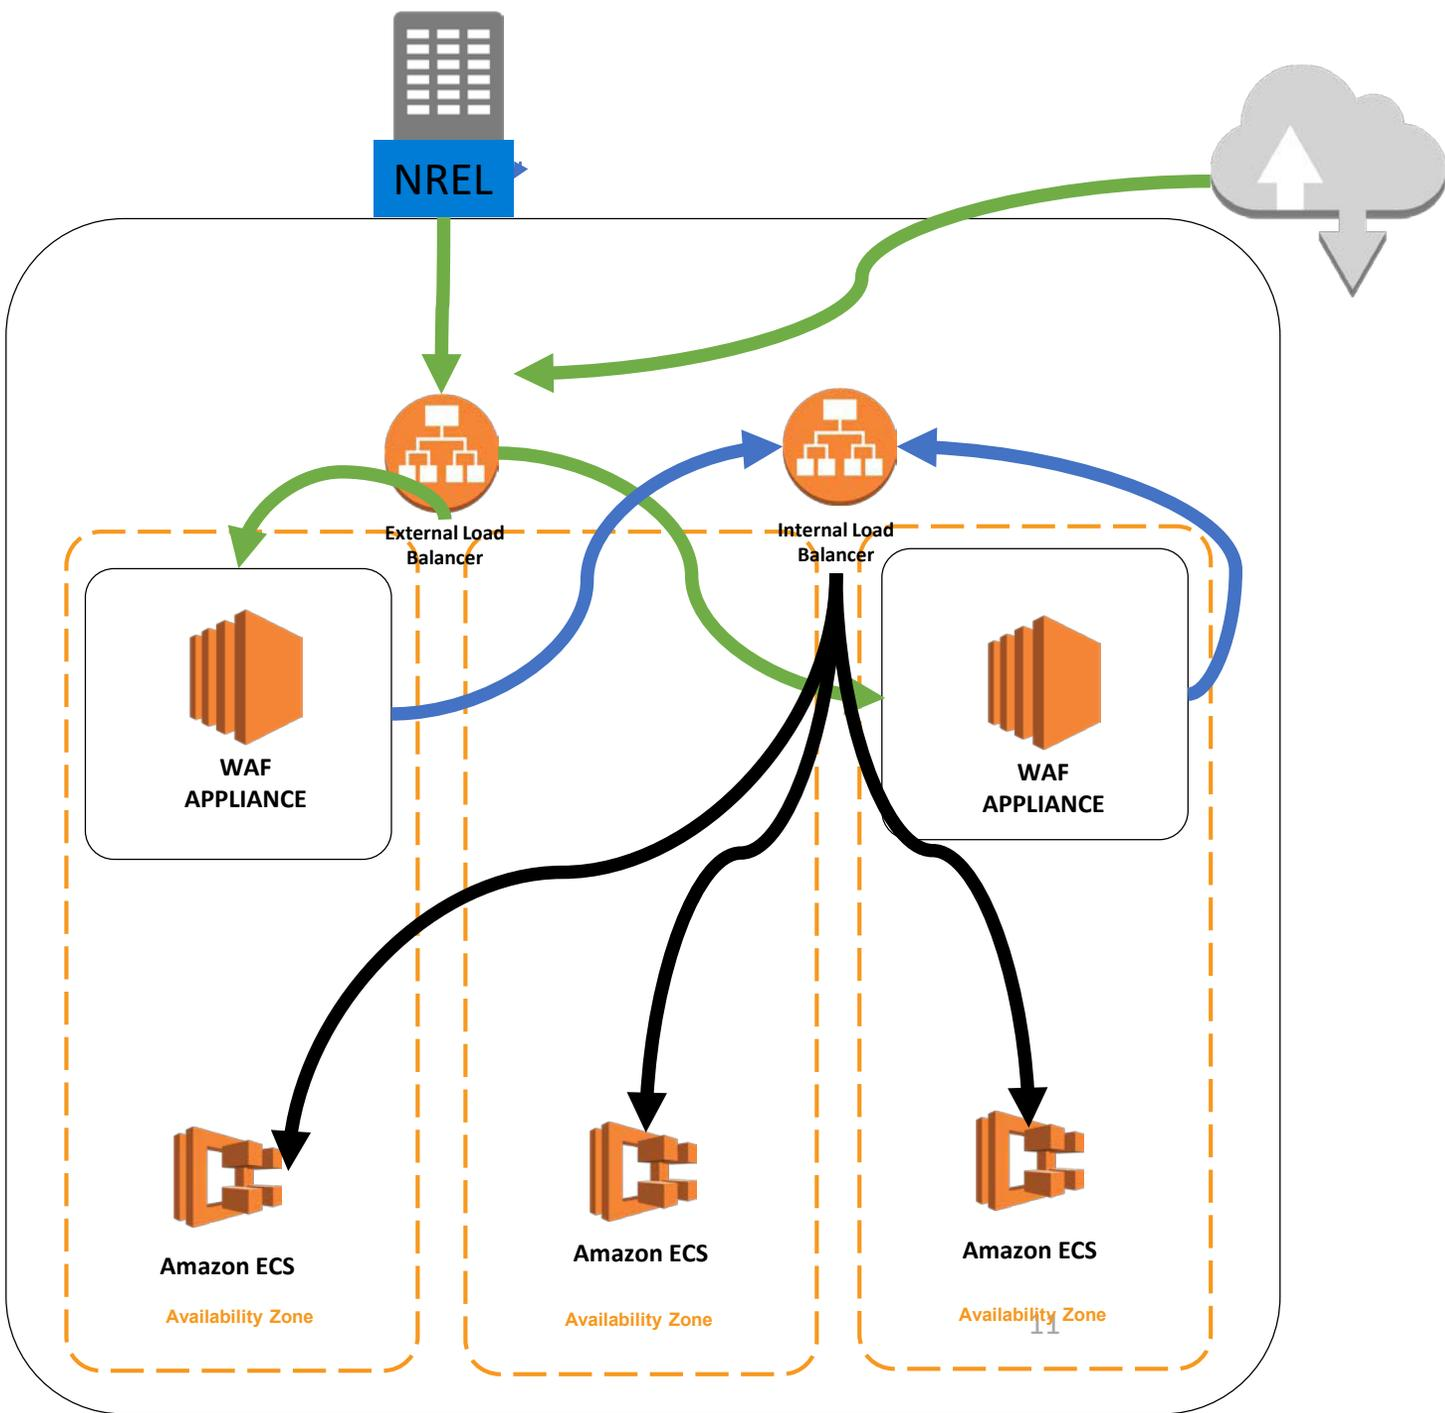 NREL
External Load
Balancer
Internal Load
Balancer
WAF
APPLIANCE
WAF
APPLIANCE
Amazon ECS
Amazon ECS
Amazon ECS
Availability Zone
Availability Zone
Availability Zone
11